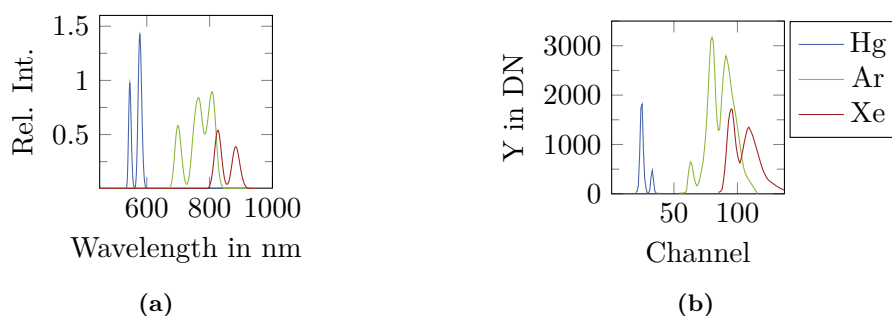 1.5
1
0.5
Rel. Int.
600 800 1000
Wavelength in nm
(a)
3000
2000
1000
0
Y in DN
50 100
Channel
(b)
Hg
Ar
Xe